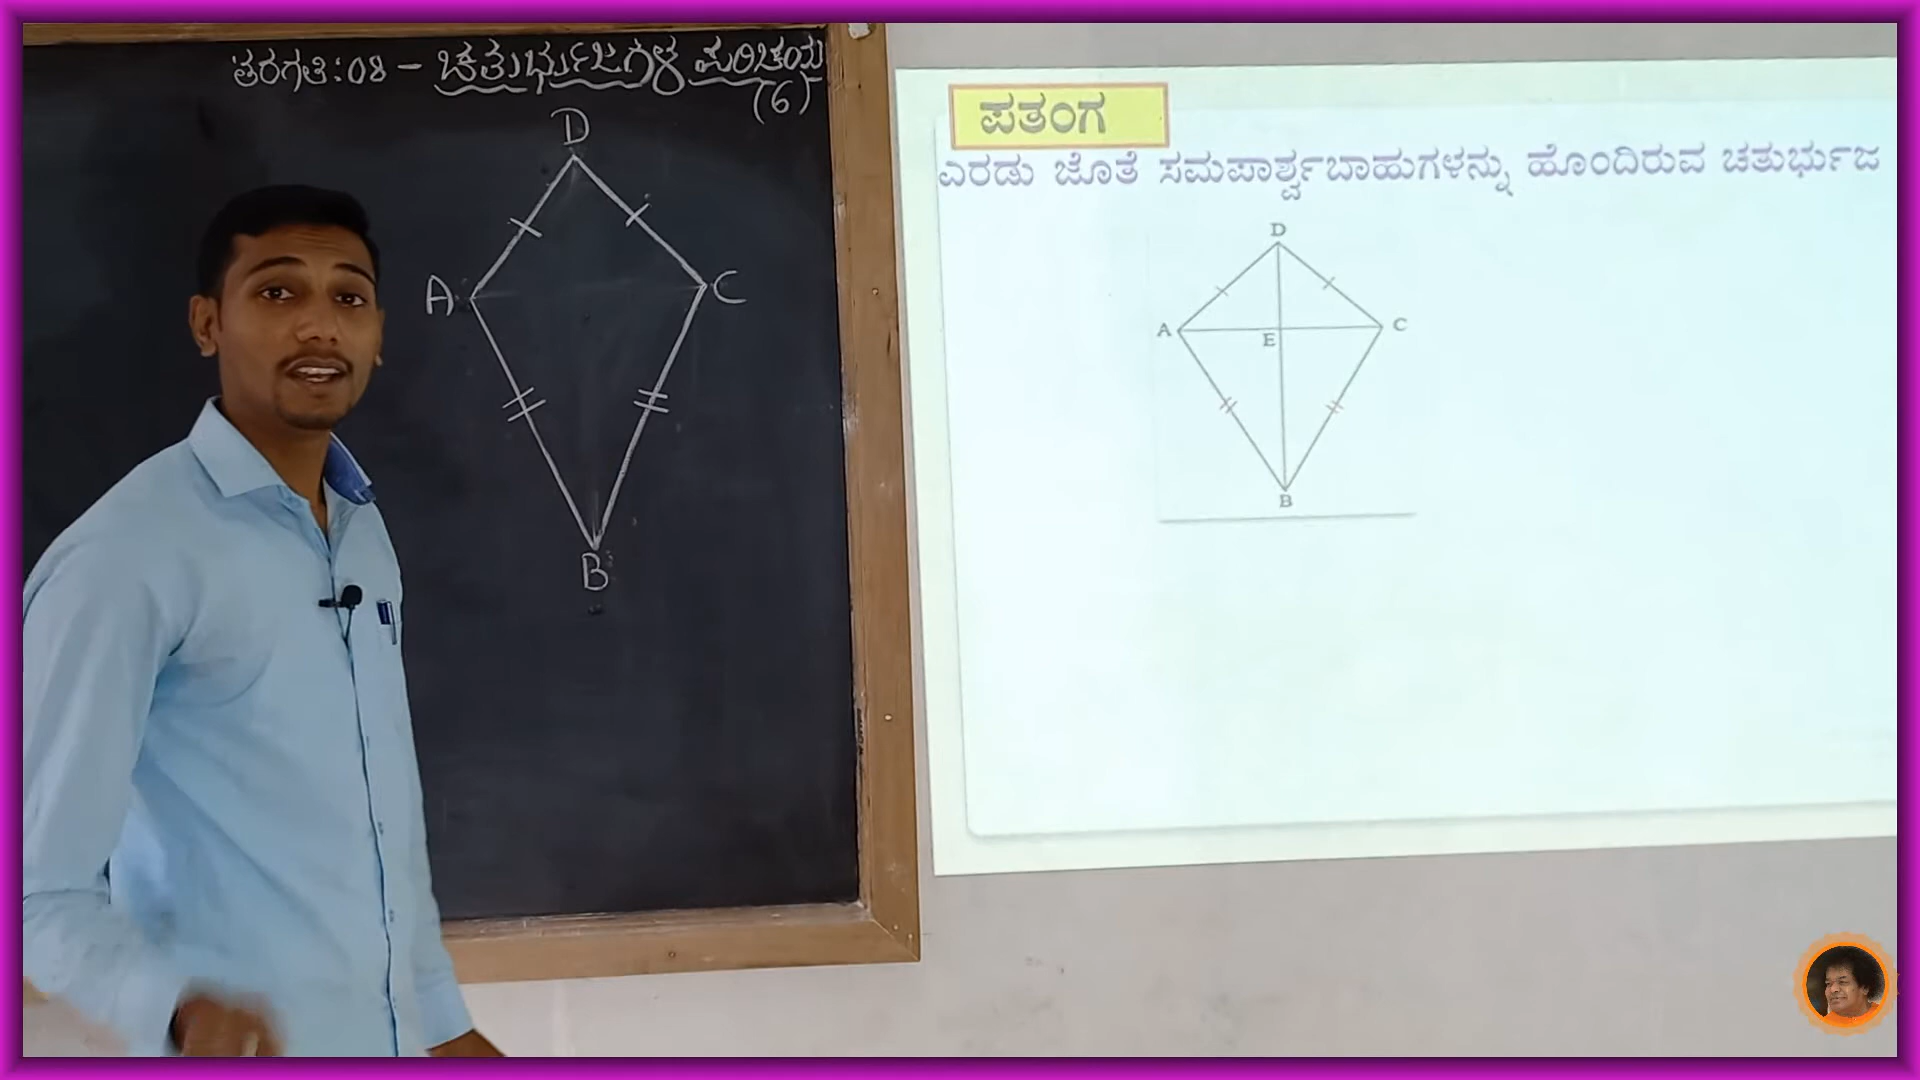 ತರಗತಿ:08 - ಚತುರ್ಭುಜಗಳ ಪರಿಚಯ
(6)
D
A
C
B
ಪತಂಗ
ಎರಡು ಜೊತೆ ಸಮಪಾರ್ಶ್ವಬಾಹುಗಳನ್ನು ಹೊಂದಿರುವ ಚತುರ್ಭುಜ
D
A
E
C
B